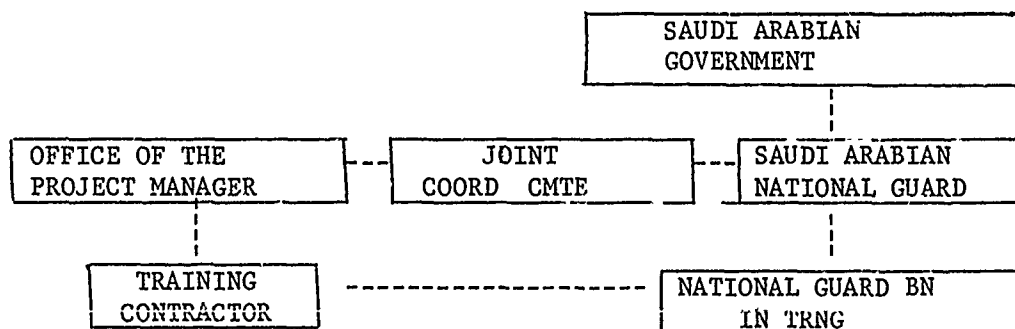 SAUDI ARABIAN
GOVERNMENT
OFFICE OF THE
PROJECT MANAGER
JOINT
COORD CMTE
SAUDI ARABIAN
NATIONAL GUARD
TRAINING
CONTRACTOR
NATIONAL GUARD BN
IN TRNG